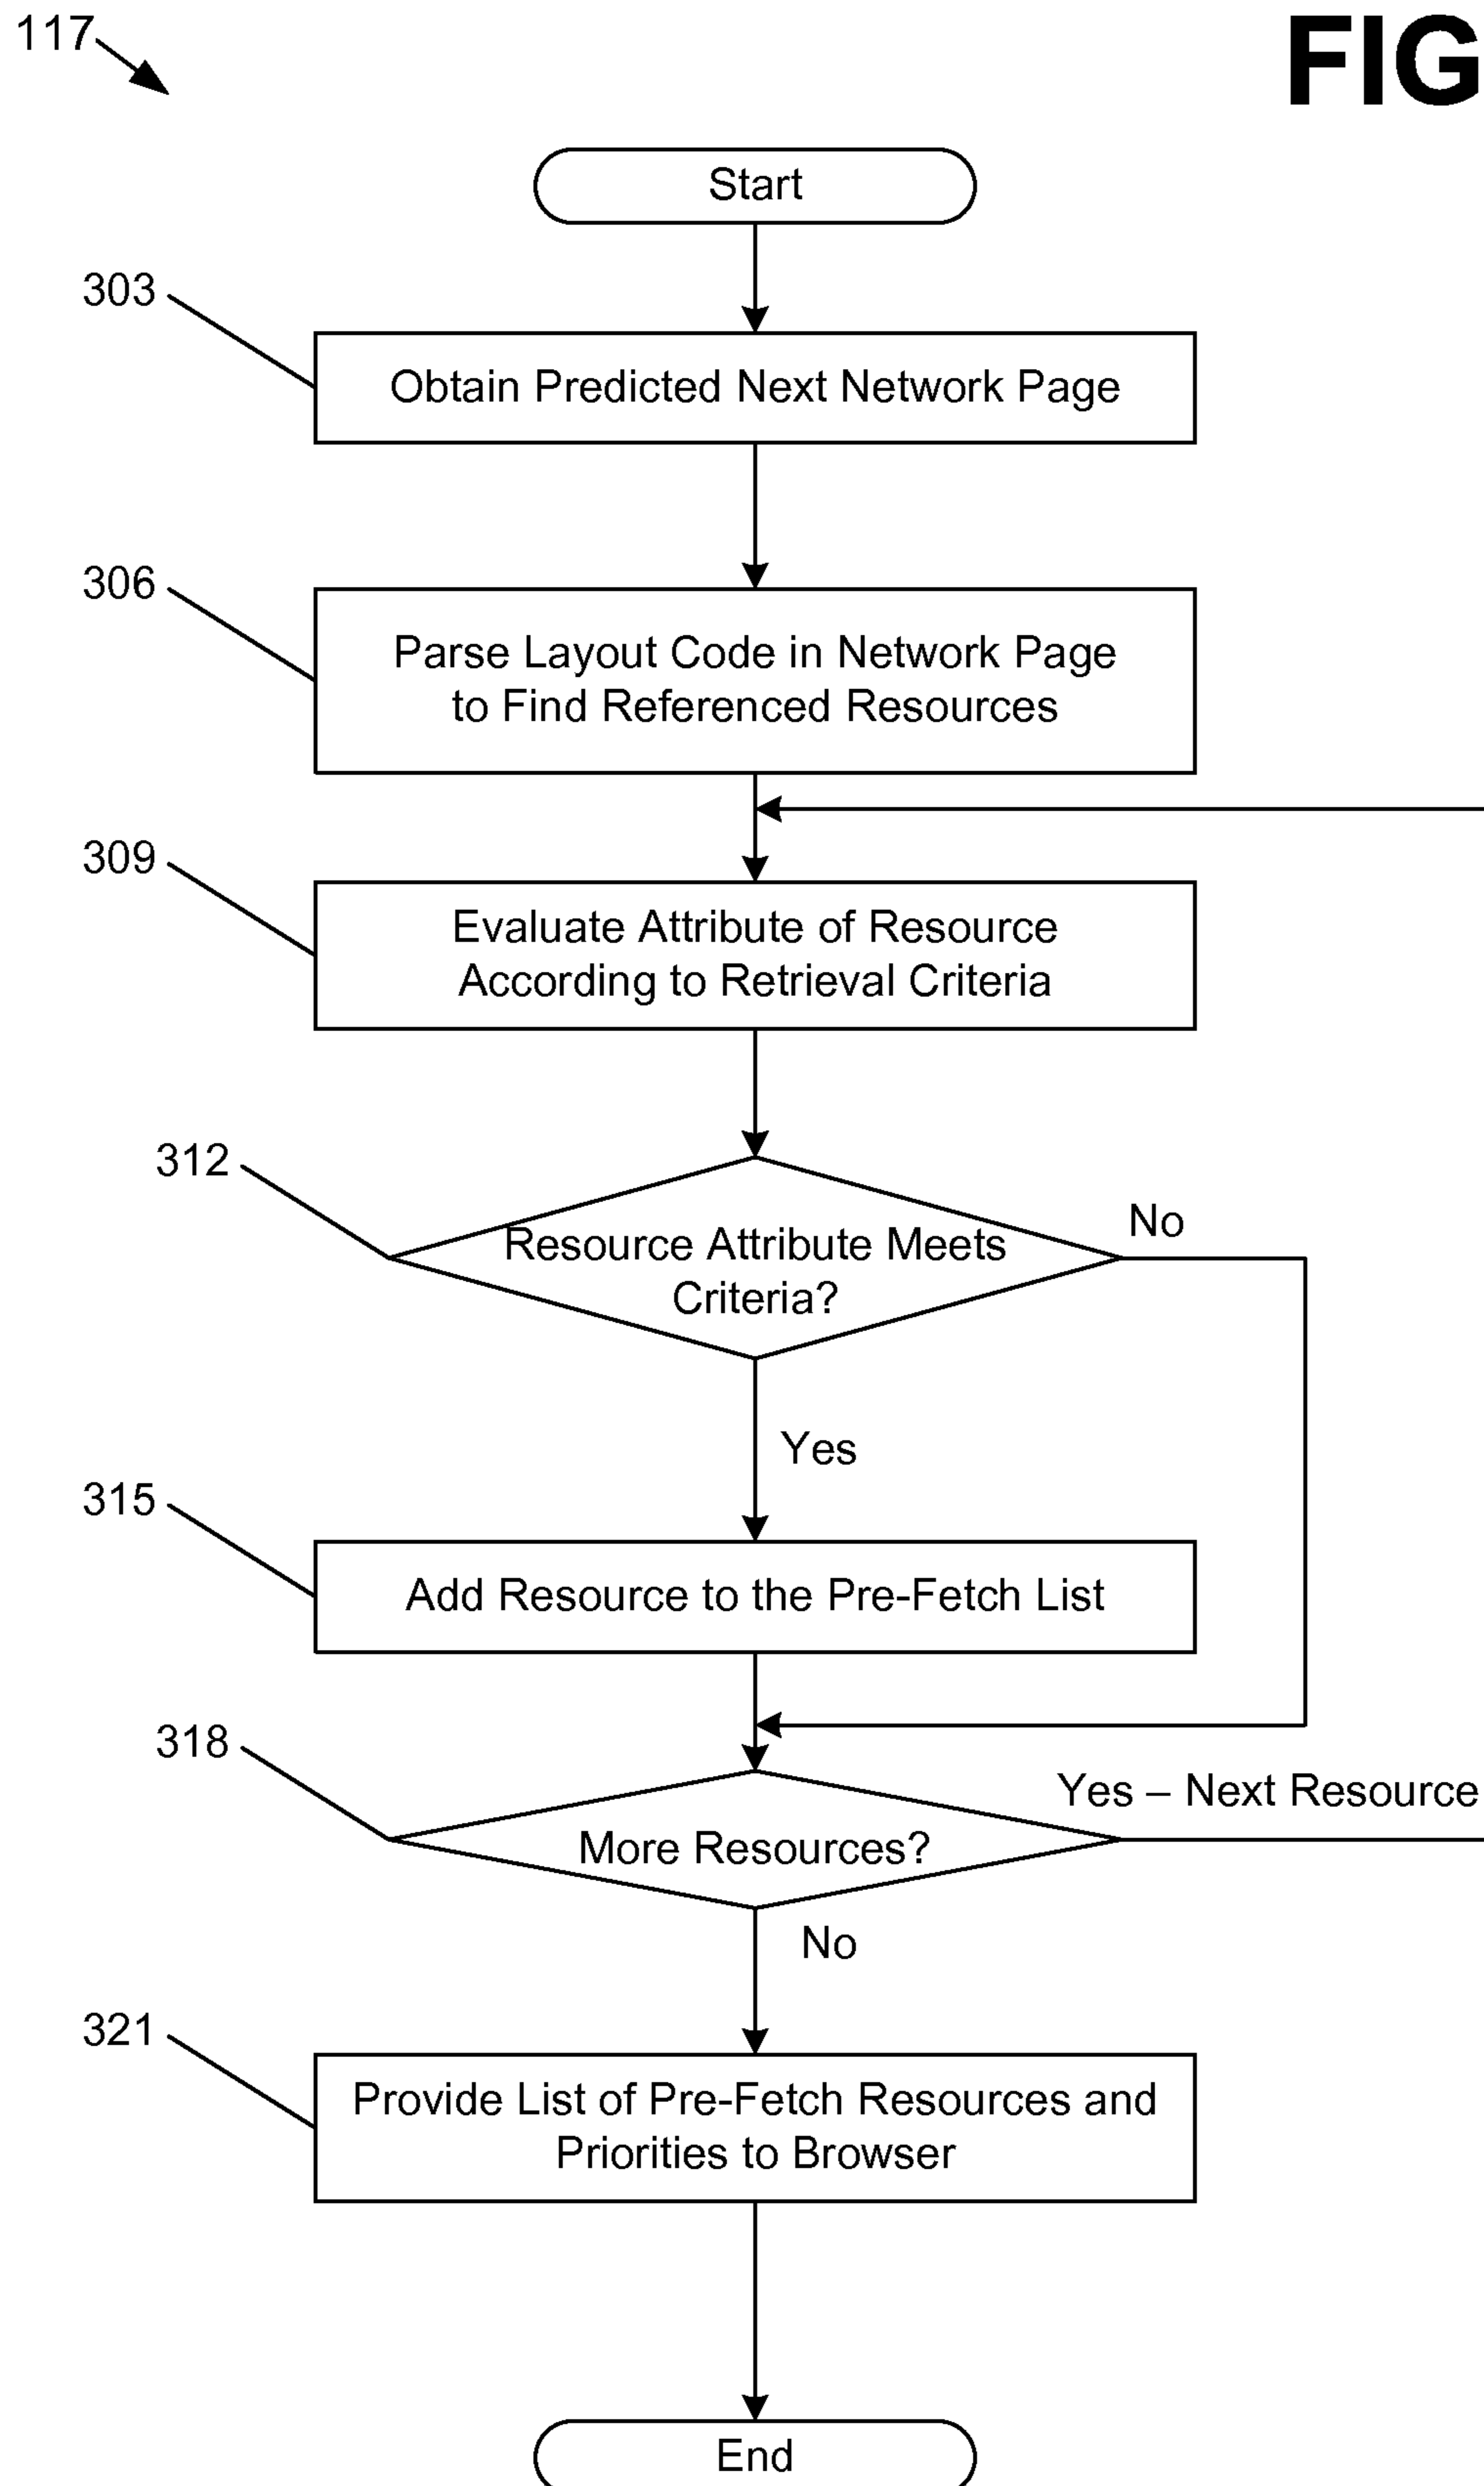 117
FIG
Start
303
Obtain Predicted Next Network Page
306
Parse Layout Code in Network Page
to Find Referenced Resources
309
Evaluate Attribute of Resource
According to Retrieval Criteria
312
No
Resource Attribute Meets
Criteria?
Yes
315
Add Resource to the Pre-Fetch List
318
Yes – Next Resource
More Resources?
No
321
Provide List of Pre-Fetch Resources and
Priorities to Browser
End